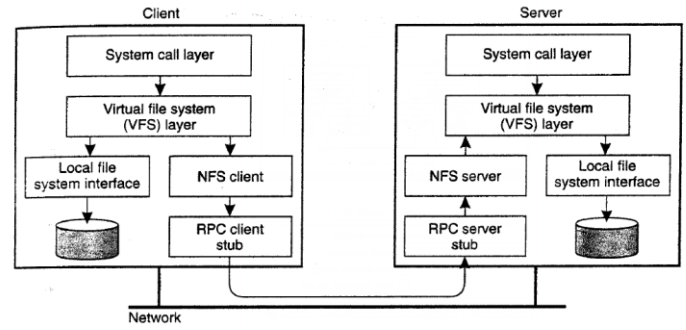 Client
System call layer
Virtual file system
(VFS) layer
Local file
system interface
NFS client
RPC client
stub
Server
System call layer
Virtual file system
(VFS) layer
NFS server
Local file
system interface
RPC server
stub
Network